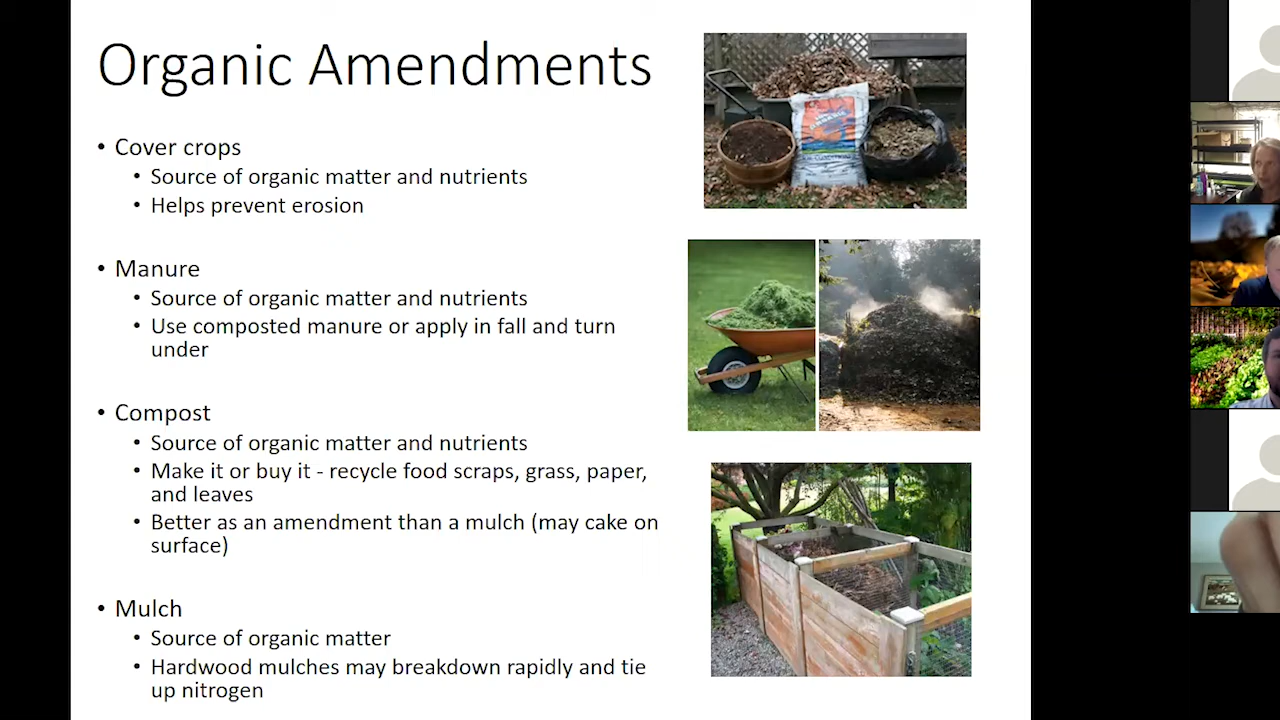 Organic Amendments
• Cover crops
• Source of organic matter and nutrients
• Helps prevent erosion
• Manure
• Source of organic matter and nutrients
• Use composted manure or apply in fall and turn
under
• Compost
• Source of organic matter and nutrients
• Make it or buy it - recycle food scraps, grass, paper,
and leaves
• Better as an amendment than a mulch (may cake on
surface)
• Mulch
• Source of organic matter
• Hardwood mulches may breakdown rapidly and tie
up nitrogen